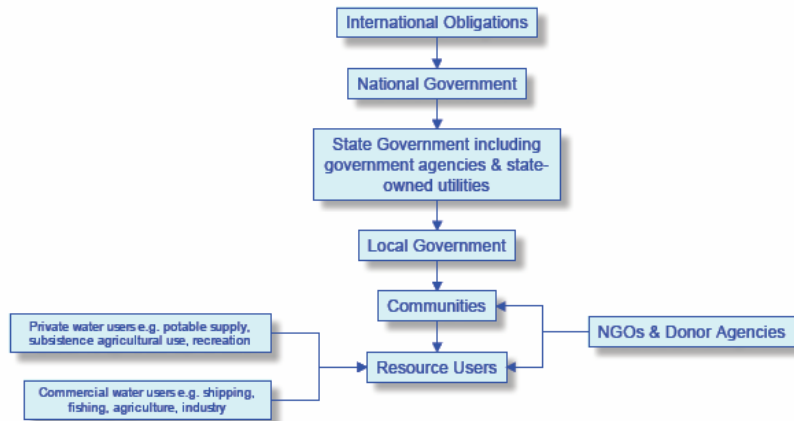 International Obligations
National Government
State Government including
government agencies & state-
owned utilities
Local Government
Communities
Private water users e.g. potable supply,
subsistence agricultural use, recreation
NGOs & Donor Agencies
Resource Users
Commercial water users e.g. shipping,
fishing, agriculture, industry